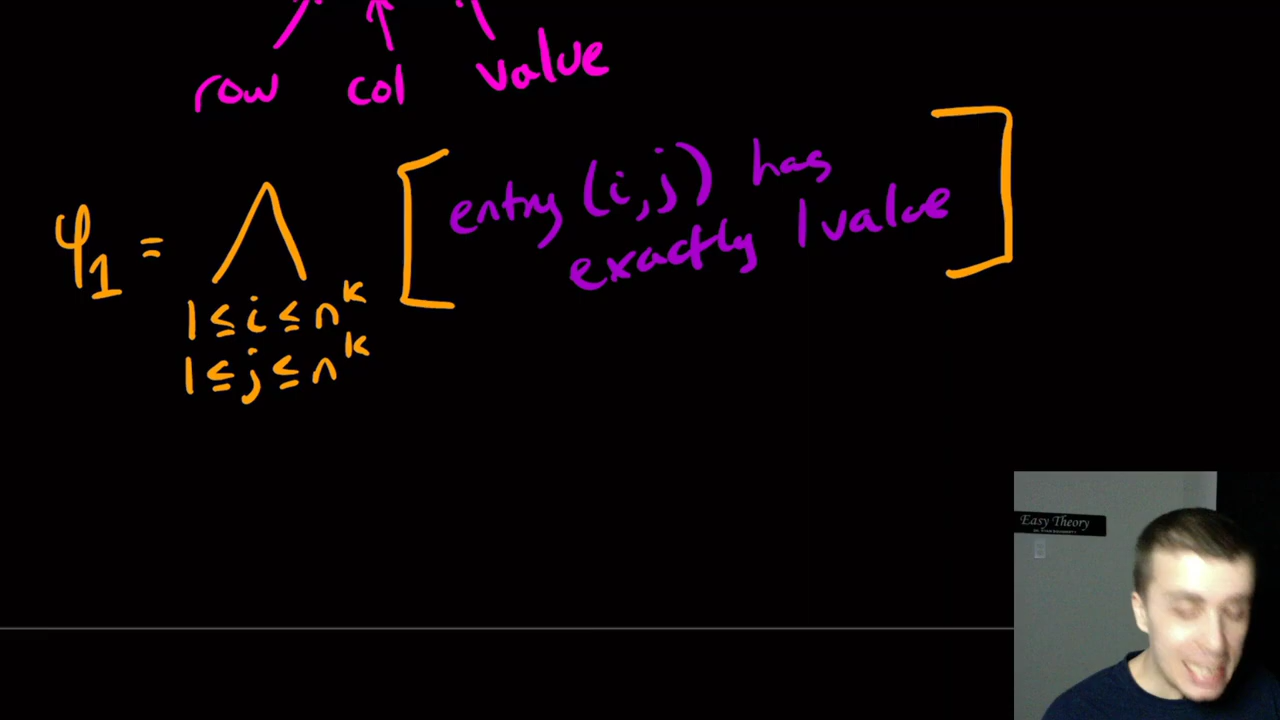 row col value
φ₁ = ⋀ [ entry (i,j) has
exactly 1 value ]
1 ≤ i ≤ n^k
1 ≤ j ≤ n^k
Easy Theory